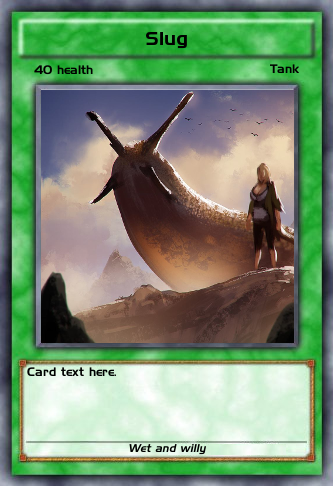 Slug
40 health
Tank
Card text here.
Wet and willy